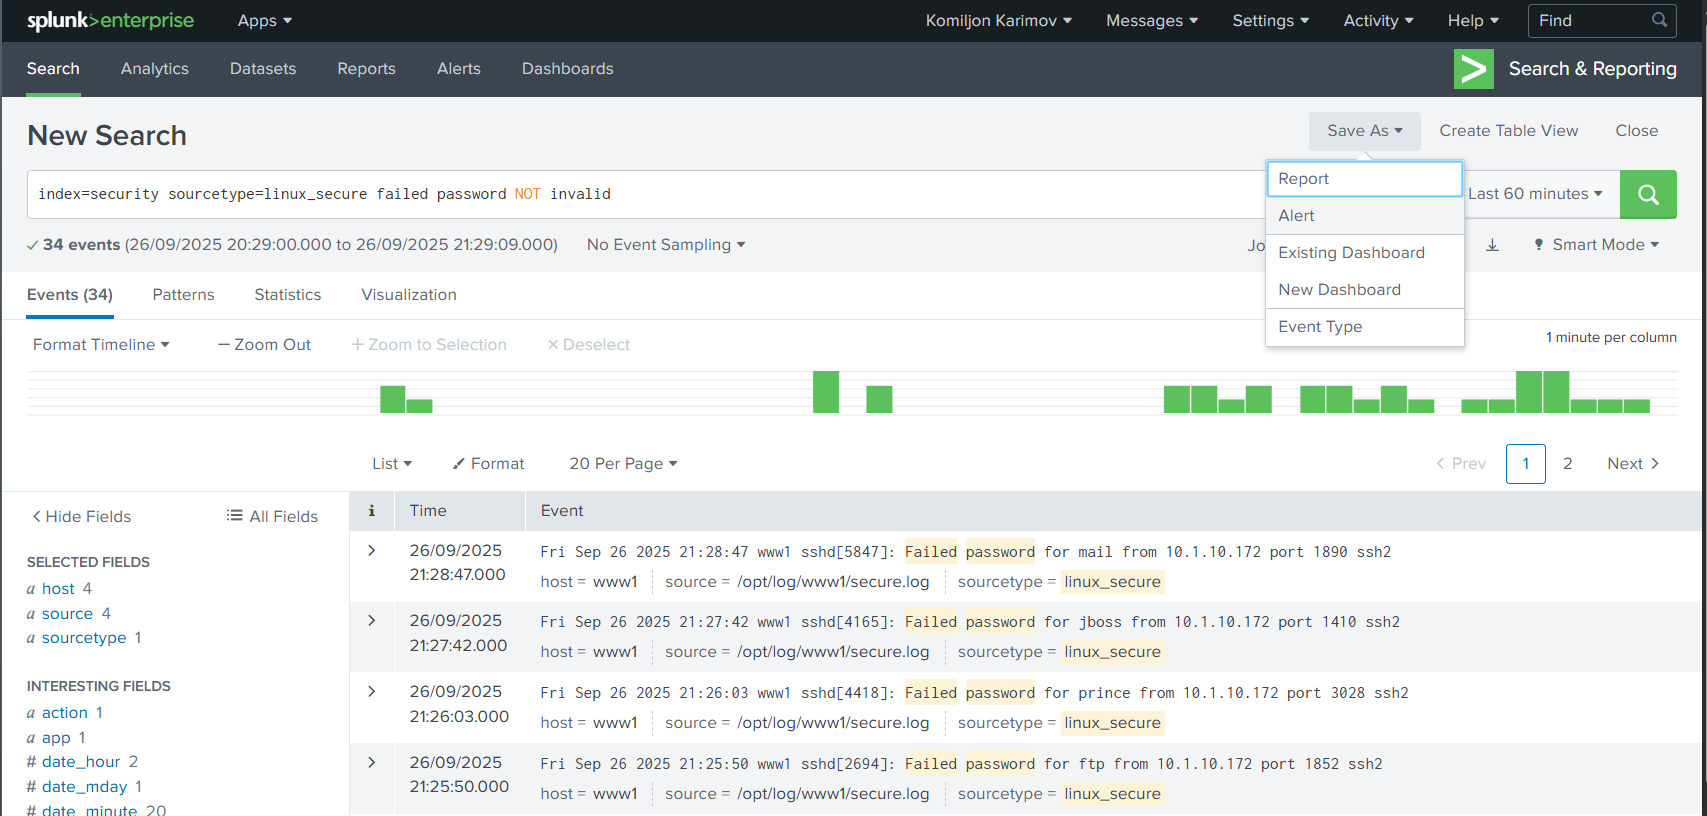 splunk>enterprise Apps Komiljon Karimov Messages Settings Activity Help Find
Search Analytics Datasets Reports Alerts Dashboards Search & Reporting
New Search Save As Create Table View Close
Report
index=security sourcetype=linux_secure failed password NOT invalid Last 60 minutes
Alert
34 events (26/09/2025 20:29:00.000 to 26/09/2025 21:29:09.000) No Event Sampling Jo Smart Mode
Existing Dashboard
New Dashboard
Event Type
Events (34) Patterns Statistics Visualization
Format Timeline — Zoom Out + Zoom to Selection × Deselect 1 minute per column
List Format 20 Per Page < Prev 1 2 Next >
< Hide Fields All Fields
SELECTED FIELDS
a host 4
a source 4
a sourcetype 1
INTERESTING FIELDS
a action 1
a app 1
# date_hour 2
# date_mday 1
# date_minute 20
i Time Event
> 26/09/2025 21:28:47.000 Fri Sep 26 2025 21:28:47 www1 sshd[5847]: Failed password for mail from 10.1.10.172 port 1890 ssh2
host = www1 source = /opt/log/www1/secure.log sourcetype = linux_secure
> 26/09/2025 21:27:42.000 Fri Sep 26 2025 21:27:42 www1 sshd[4165]: Failed password for jboss from 10.1.10.172 port 1410 ssh2
host = www1 source = /opt/log/www1/secure.log sourcetype = linux_secure
> 26/09/2025 21:26:03.000 Fri Sep 26 2025 21:26:03 www1 sshd[4418]: Failed password for prince from 10.1.10.172 port 3028 ssh2
host = www1 source = /opt/log/www1/secure.log sourcetype = linux_secure
> 26/09/2025 21:25:50.000 Fri Sep 26 2025 21:25:50 www1 sshd[2694]: Failed password for ftp from 10.1.10.172 port 1852 ssh2
host = www1 source = /opt/log/www1/secure.log sourcetype = linux_secure